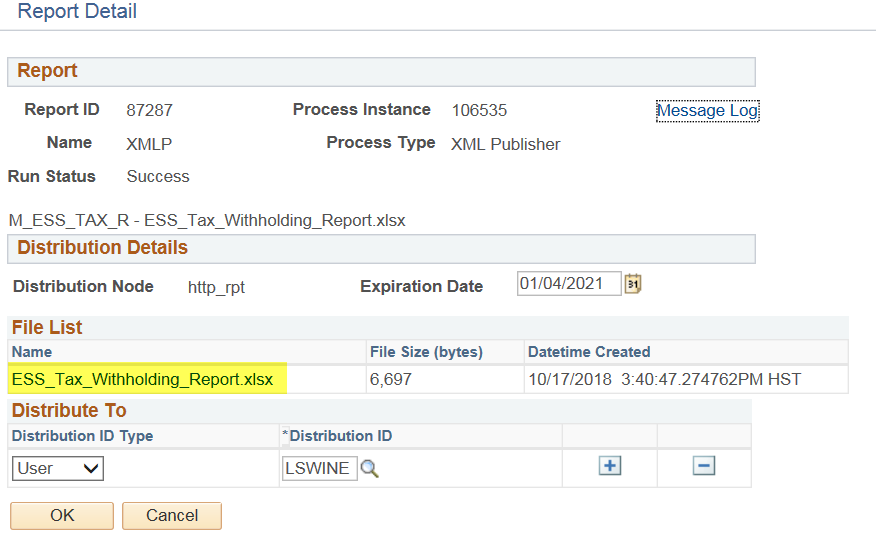 Report Detail
Report
Report ID 87287 Process Instance 106535 Message Log
Name XMLP Process Type XML Publisher
Run Status Success
M_ESS_TAX_R - ESS_Tax_Withholding_Report.xlsx
Distribution Details
Distribution Node http_rpt Expiration Date 01/04/2021 31
File List
Name File Size (bytes) Datetime Created
ESS_Tax_Withholding_Report.xlsx 6,697 10/17/2018 3:40:47.274762PM HST
Distribute To
Distribution ID Type *Distribution ID
User LSWINE
OK Cancel